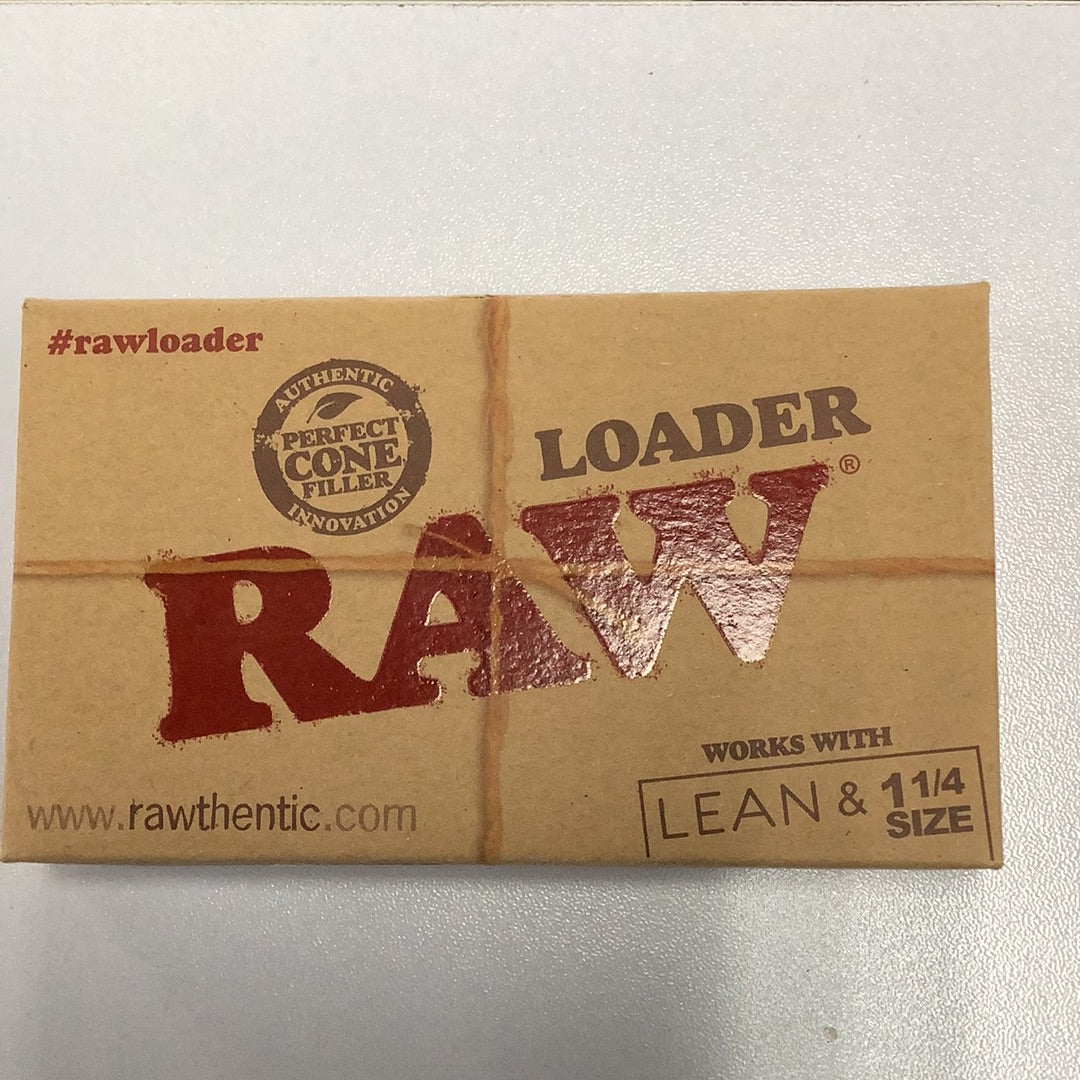 #rawloader
AUTHENTIC
PERFECT
CONE
FILLER
INNOVATION
LOADER
RAW®
WORKS WITH
LEAN & 1 1/4
SIZE
www.rawthentic.com